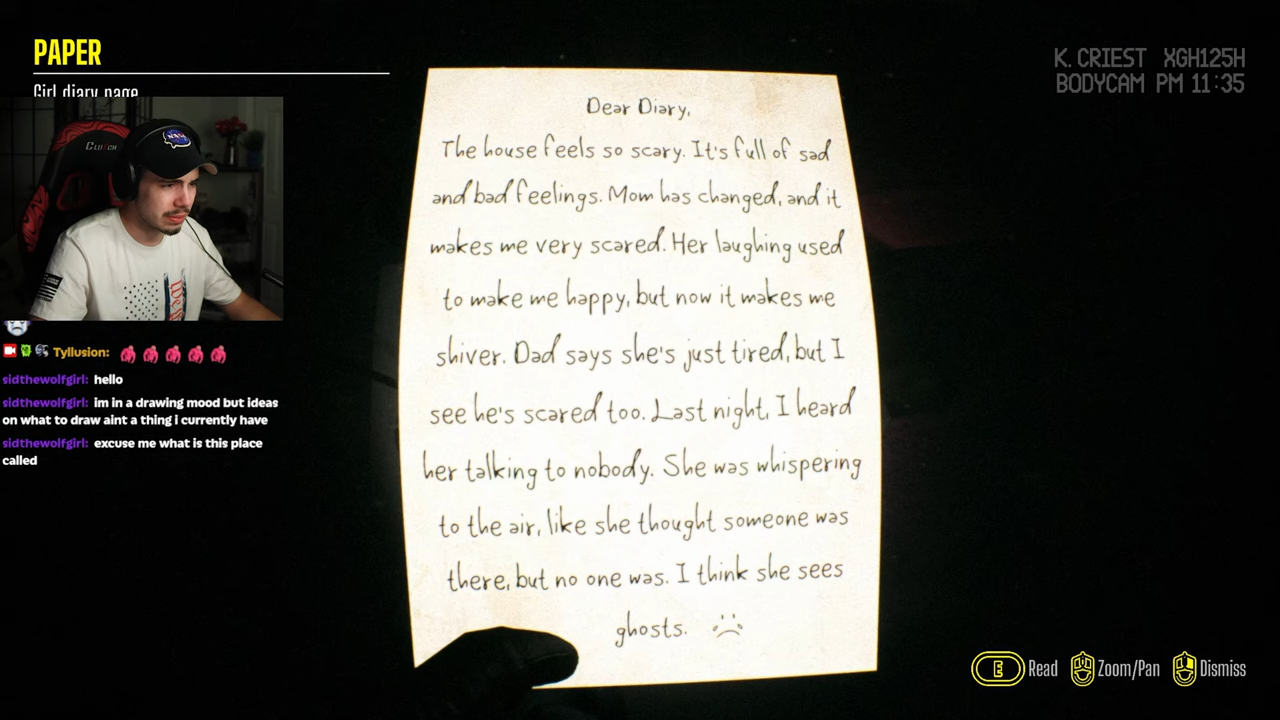 PAPER
Girl diary page
K. CRIEST XGH125H
BODYCAM PM 11:35
CLUTCH
NASA
Dear Diary,
The house feels so scary. It's full of sad
and bad feelings. Mom has changed, and it
makes me very scared. Her laughing used
to make me happy, but now it makes me
shiver. Dad says she's just tired, but I
see he's scared too. Last night, I heard
her talking to nobody. She was whispering
to the air, like she thought someone was
there, but no one was. I think she sees
ghosts. :(
Tyllusion:
sidthewolfgirl: hello
sidthewolfgirl: im in a drawing mood but ideas
on what to draw aint a thing i currently have
sidthewolfgirl: excuse me what is this place
called
E Read Zoom/Pan Dismiss